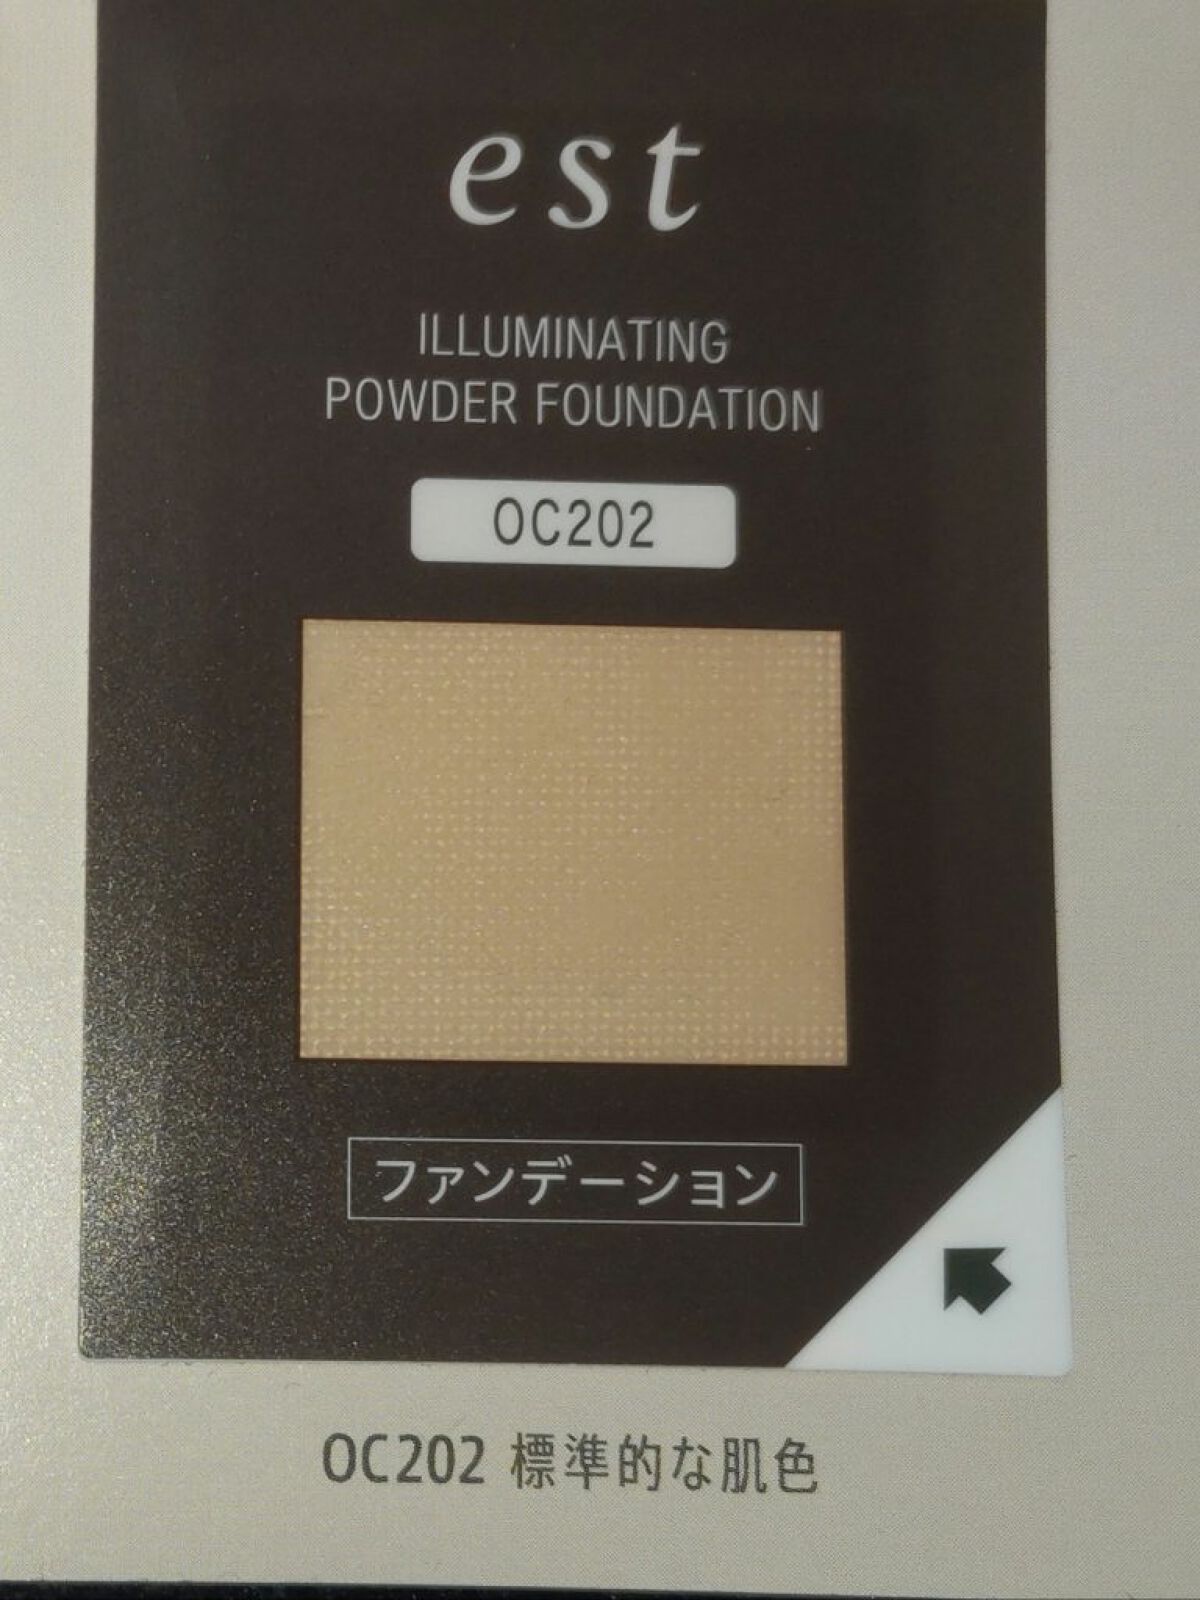 est
ILLUMINATING
POWDER FOUNDATION
OC202
ファンデーション
OC202 標準的な肌色